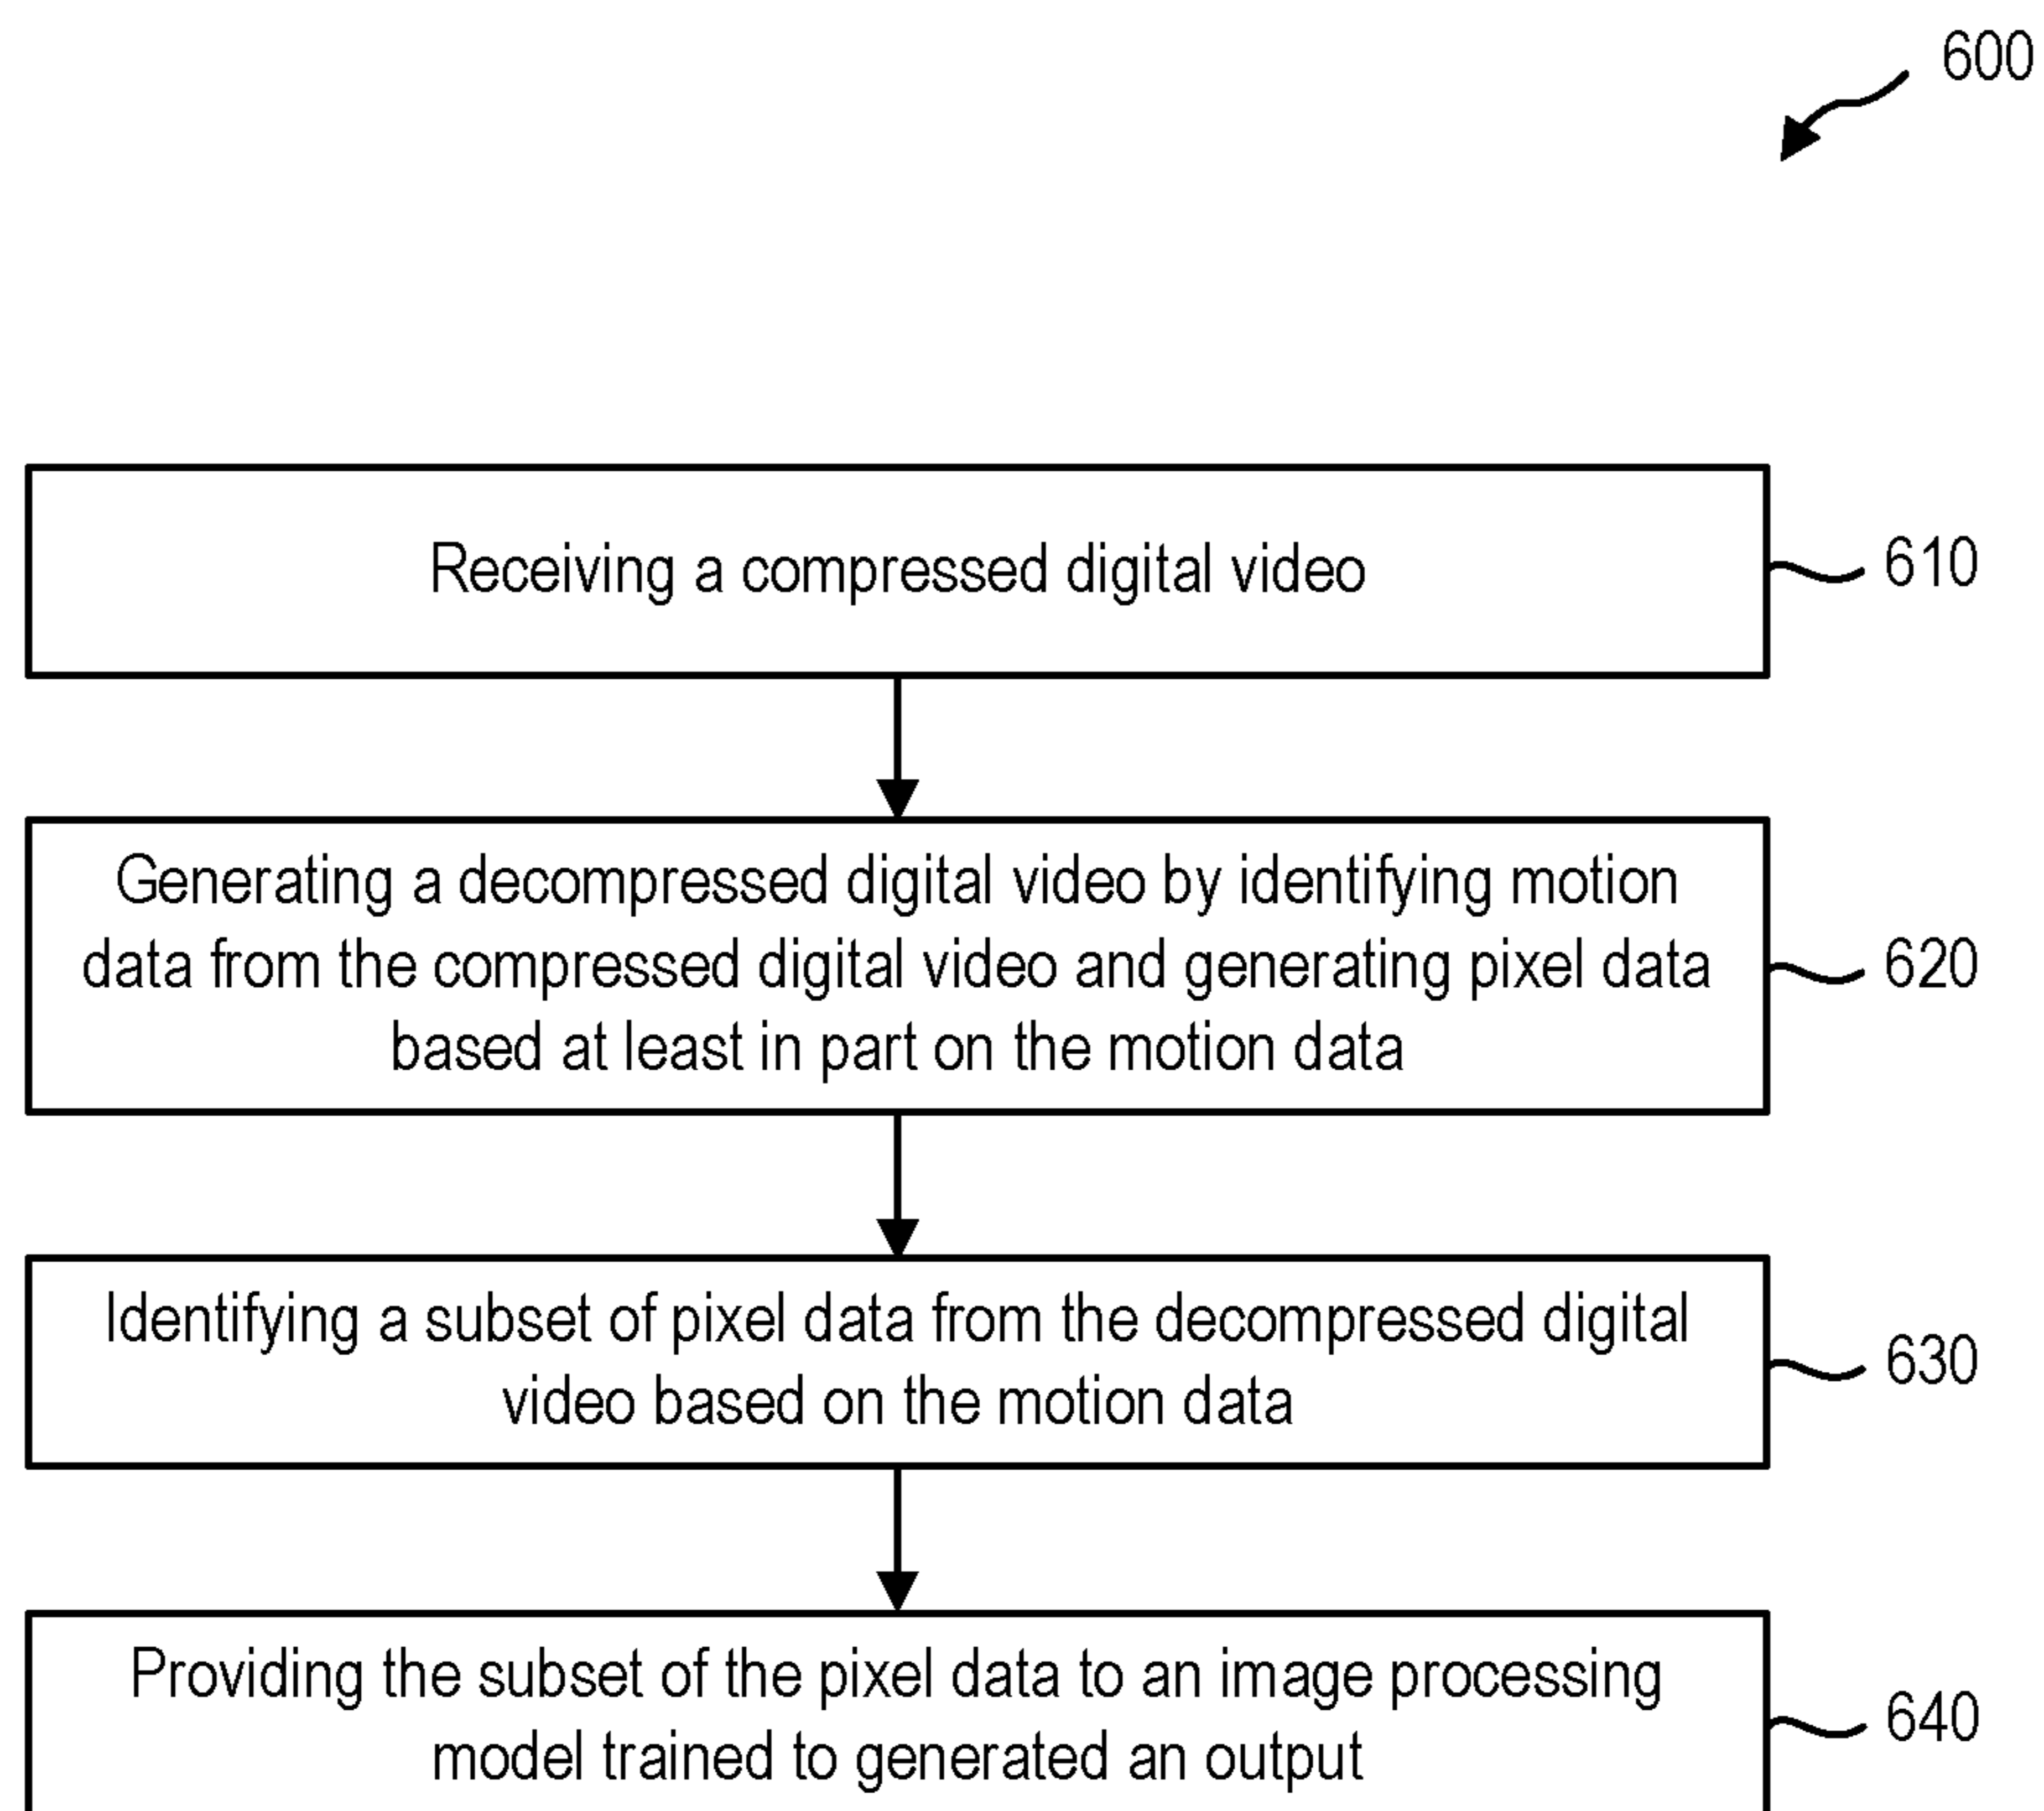 600
Receiving a compressed digital video
610
Generating a decompressed digital video by identifying motion
data from the compressed digital video and generating pixel data
based at least in part on the motion data
620
Identifying a subset of pixel data from the decompressed digital
video based on the motion data
630
Providing the subset of the pixel data to an image processing
model trained to generated an output
640